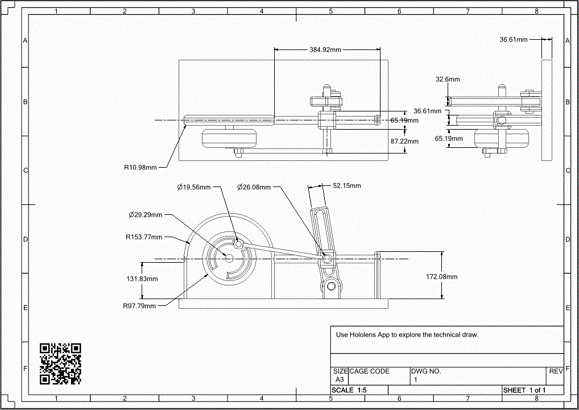 1 2 3 4 5 6 7 8
A A
36.61mm
384.92mm
B B
32.6mm
36.61mm
65.19mm
65.19mm
87.22mm
C C
R10.98mm
Ø19.56mm Ø26.08mm 52.15mm
Ø29.29mm
D D
R153.77mm
131.83mm
172.08mm
E E
R97.79mm
Use Hololens App to explore the technical draw.
F F
SIZE CAGE CODE DWG NO. REV
A3 1
SCALE 1:5 SHEET 1 of 1
1 2 3 4 5 6 7 8